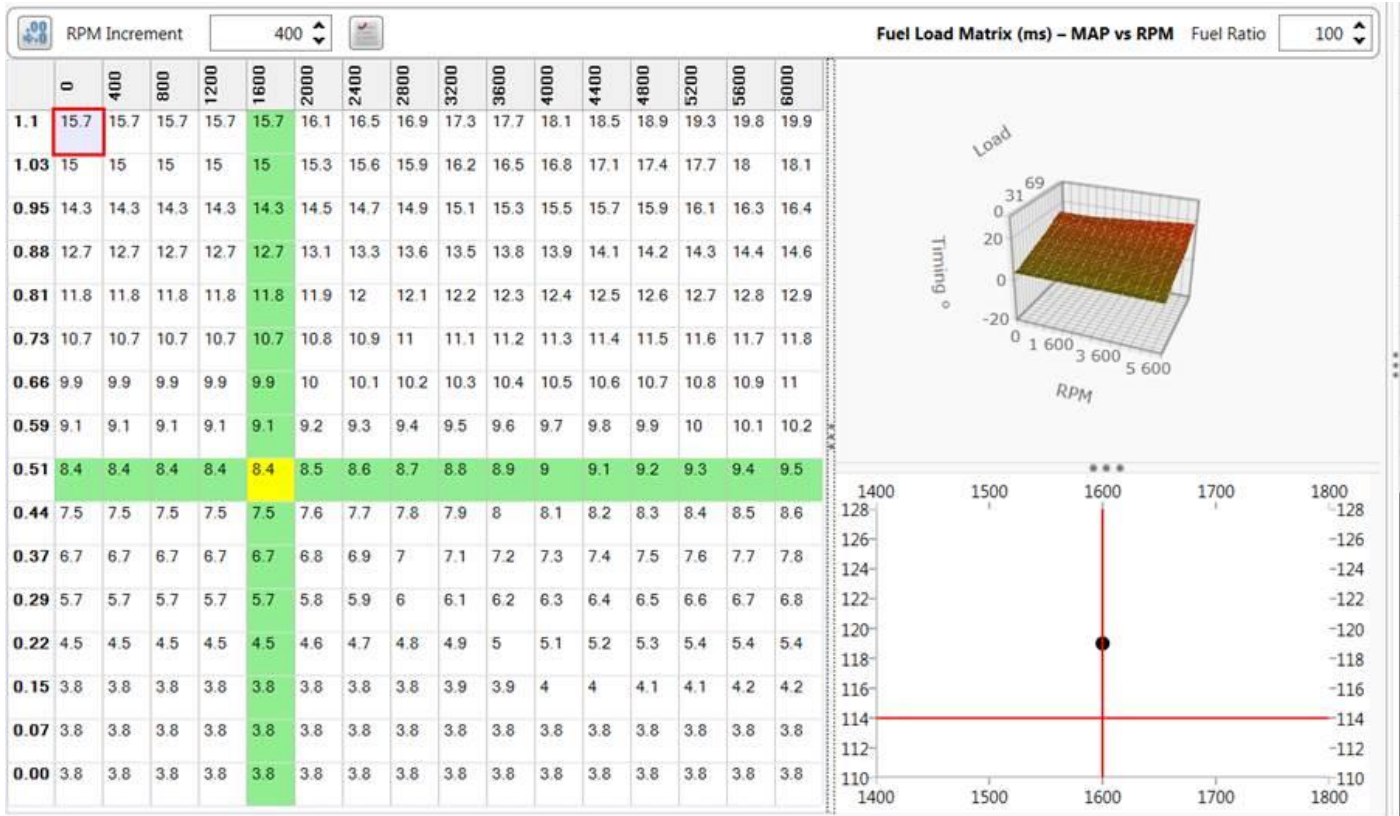 .00 RPM Increment 400 Fuel Load Matrix (ms) – MAP vs RPM Fuel Ratio 100
0 400 800 1200 1600 2000 2400 2800 3200 3600 4000 4400 4800 5200 5600 6000
1.1 15.7 15.7 15.7 15.7 15.7 16.1 16.5 16.9 17.3 17.7 18.1 18.5 18.9 19.3 19.8 19.9
1.03 15 15 15 15 15 15.3 15.6 15.9 16.2 16.5 16.8 17.1 17.4 17.7 18 18.1
0.95 14.3 14.3 14.3 14.3 14.3 14.5 14.7 14.9 15.1 15.3 15.5 15.7 15.9 16.1 16.3 16.4
0.88 12.7 12.7 12.7 12.7 12.7 13.1 13.3 13.6 13.5 13.8 13.9 14.1 14.2 14.3 14.4 14.6
0.81 11.8 11.8 11.8 11.8 11.8 11.9 12 12.1 12.2 12.3 12.4 12.5 12.6 12.7 12.8 12.9
0.73 10.7 10.7 10.7 10.7 10.7 10.8 10.9 11 11.1 11.2 11.3 11.4 11.5 11.6 11.7 11.8
0.66 9.9 9.9 9.9 9.9 9.9 10 10.1 10.2 10.3 10.4 10.5 10.6 10.7 10.8 10.9 11
0.59 9.1 9.1 9.1 9.1 9.1 9.2 9.3 9.4 9.5 9.6 9.7 9.8 9.9 10 10.1 10.2
0.51 8.4 8.4 8.4 8.4 8.4 8.5 8.6 8.7 8.8 8.9 9 9.1 9.2 9.3 9.4 9.5
0.44 7.5 7.5 7.5 7.5 7.5 7.6 7.7 7.8 7.9 8 8.1 8.2 8.3 8.4 8.5 8.6
0.37 6.7 6.7 6.7 6.7 6.7 6.8 6.9 7 7.1 7.2 7.3 7.4 7.5 7.6 7.7 7.8
0.29 5.7 5.7 5.7 5.7 5.7 5.8 5.9 6 6.1 6.2 6.3 6.4 6.5 6.6 6.7 6.8
0.22 4.5 4.5 4.5 4.5 4.5 4.6 4.7 4.8 4.9 5 5.1 5.2 5.3 5.4 5.4 5.4
0.15 3.8 3.8 3.8 3.8 3.8 3.8 3.8 3.8 3.9 3.9 4 4 4.1 4.1 4.2 4.2
0.07 3.8 3.8 3.8 3.8 3.8 3.8 3.8 3.8 3.8 3.8 3.8 3.8 3.8 3.8 3.8 3.8
0.00 3.8 3.8 3.8 3.8 3.8 3.8 3.8 3.8 3.8 3.8 3.8 3.8 3.8 3.8 3.8 3.8
Load
69
31
0
20
0
-20
Timing °
0 1 600 3 600 5 600
RPM
1400 1500 1600 1700 1800
128 128
126 126
124 124
122 122
120 120
118 118
116 116
114 114
112 112
110 110
1400 1500 1600 1700 1800